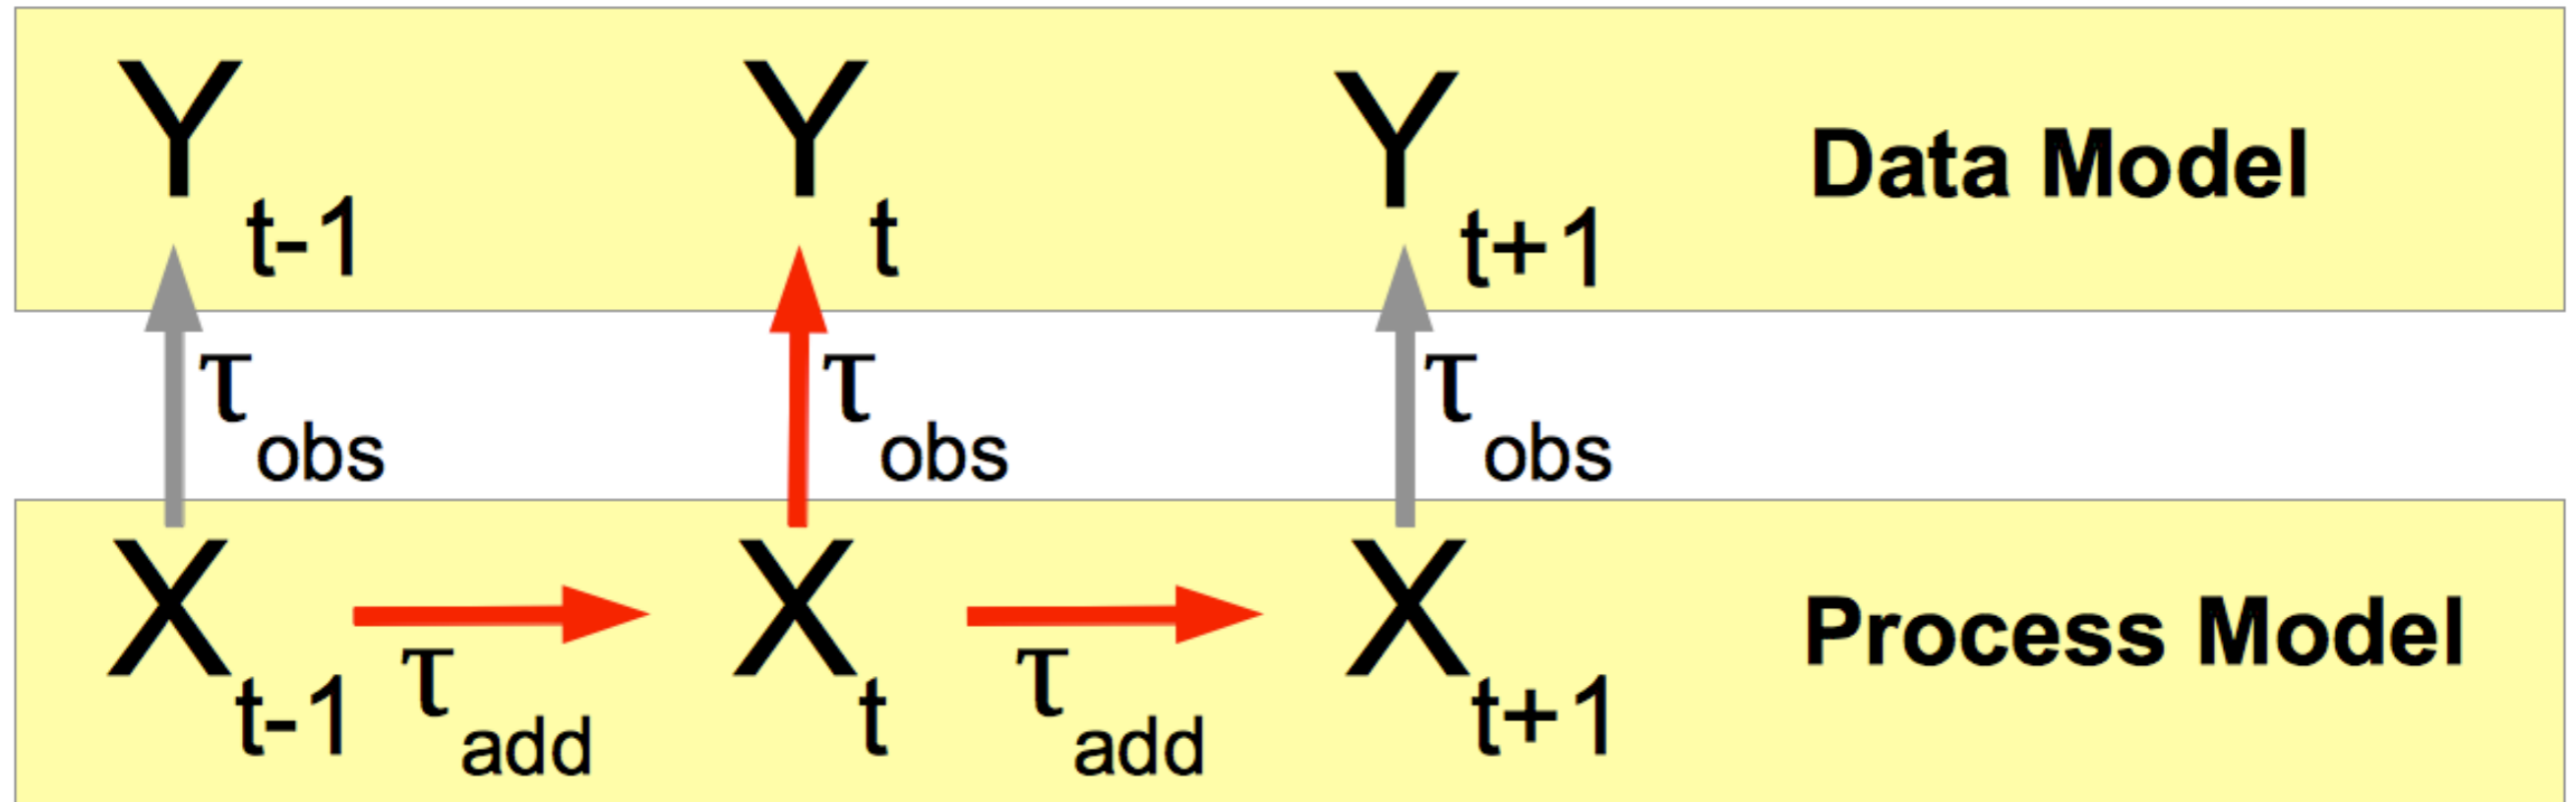 Y t-1 Y t Y t+1 Data Model
τ obs τ obs τ obs
X t-1 X t X t+1 Process Model
τ add τ add